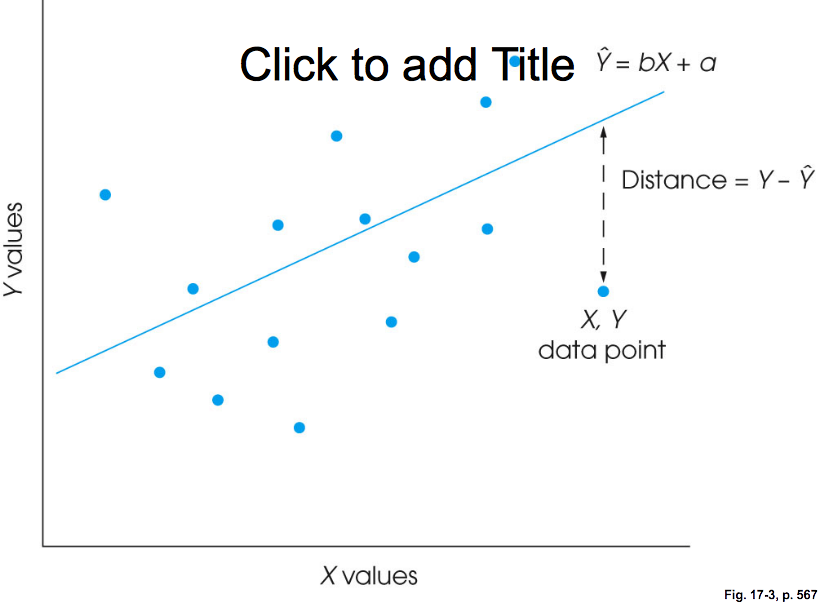 Click to add Title
Ŷ = bX + a
Distance = Y – Ŷ
Y values
X, Y
data point
X values
Fig. 17-3, p. 567